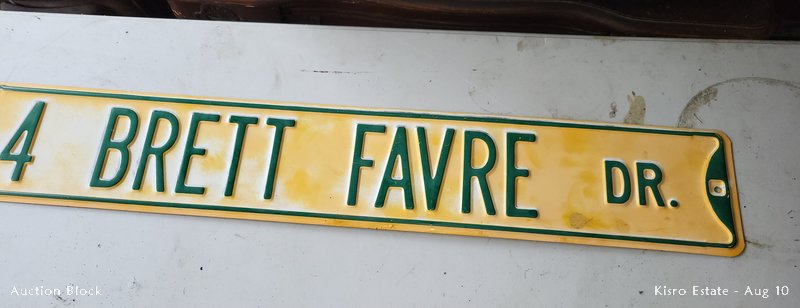 4 BRETT FAVRE DR.
Auction Block
Kisro Estate - Aug 10